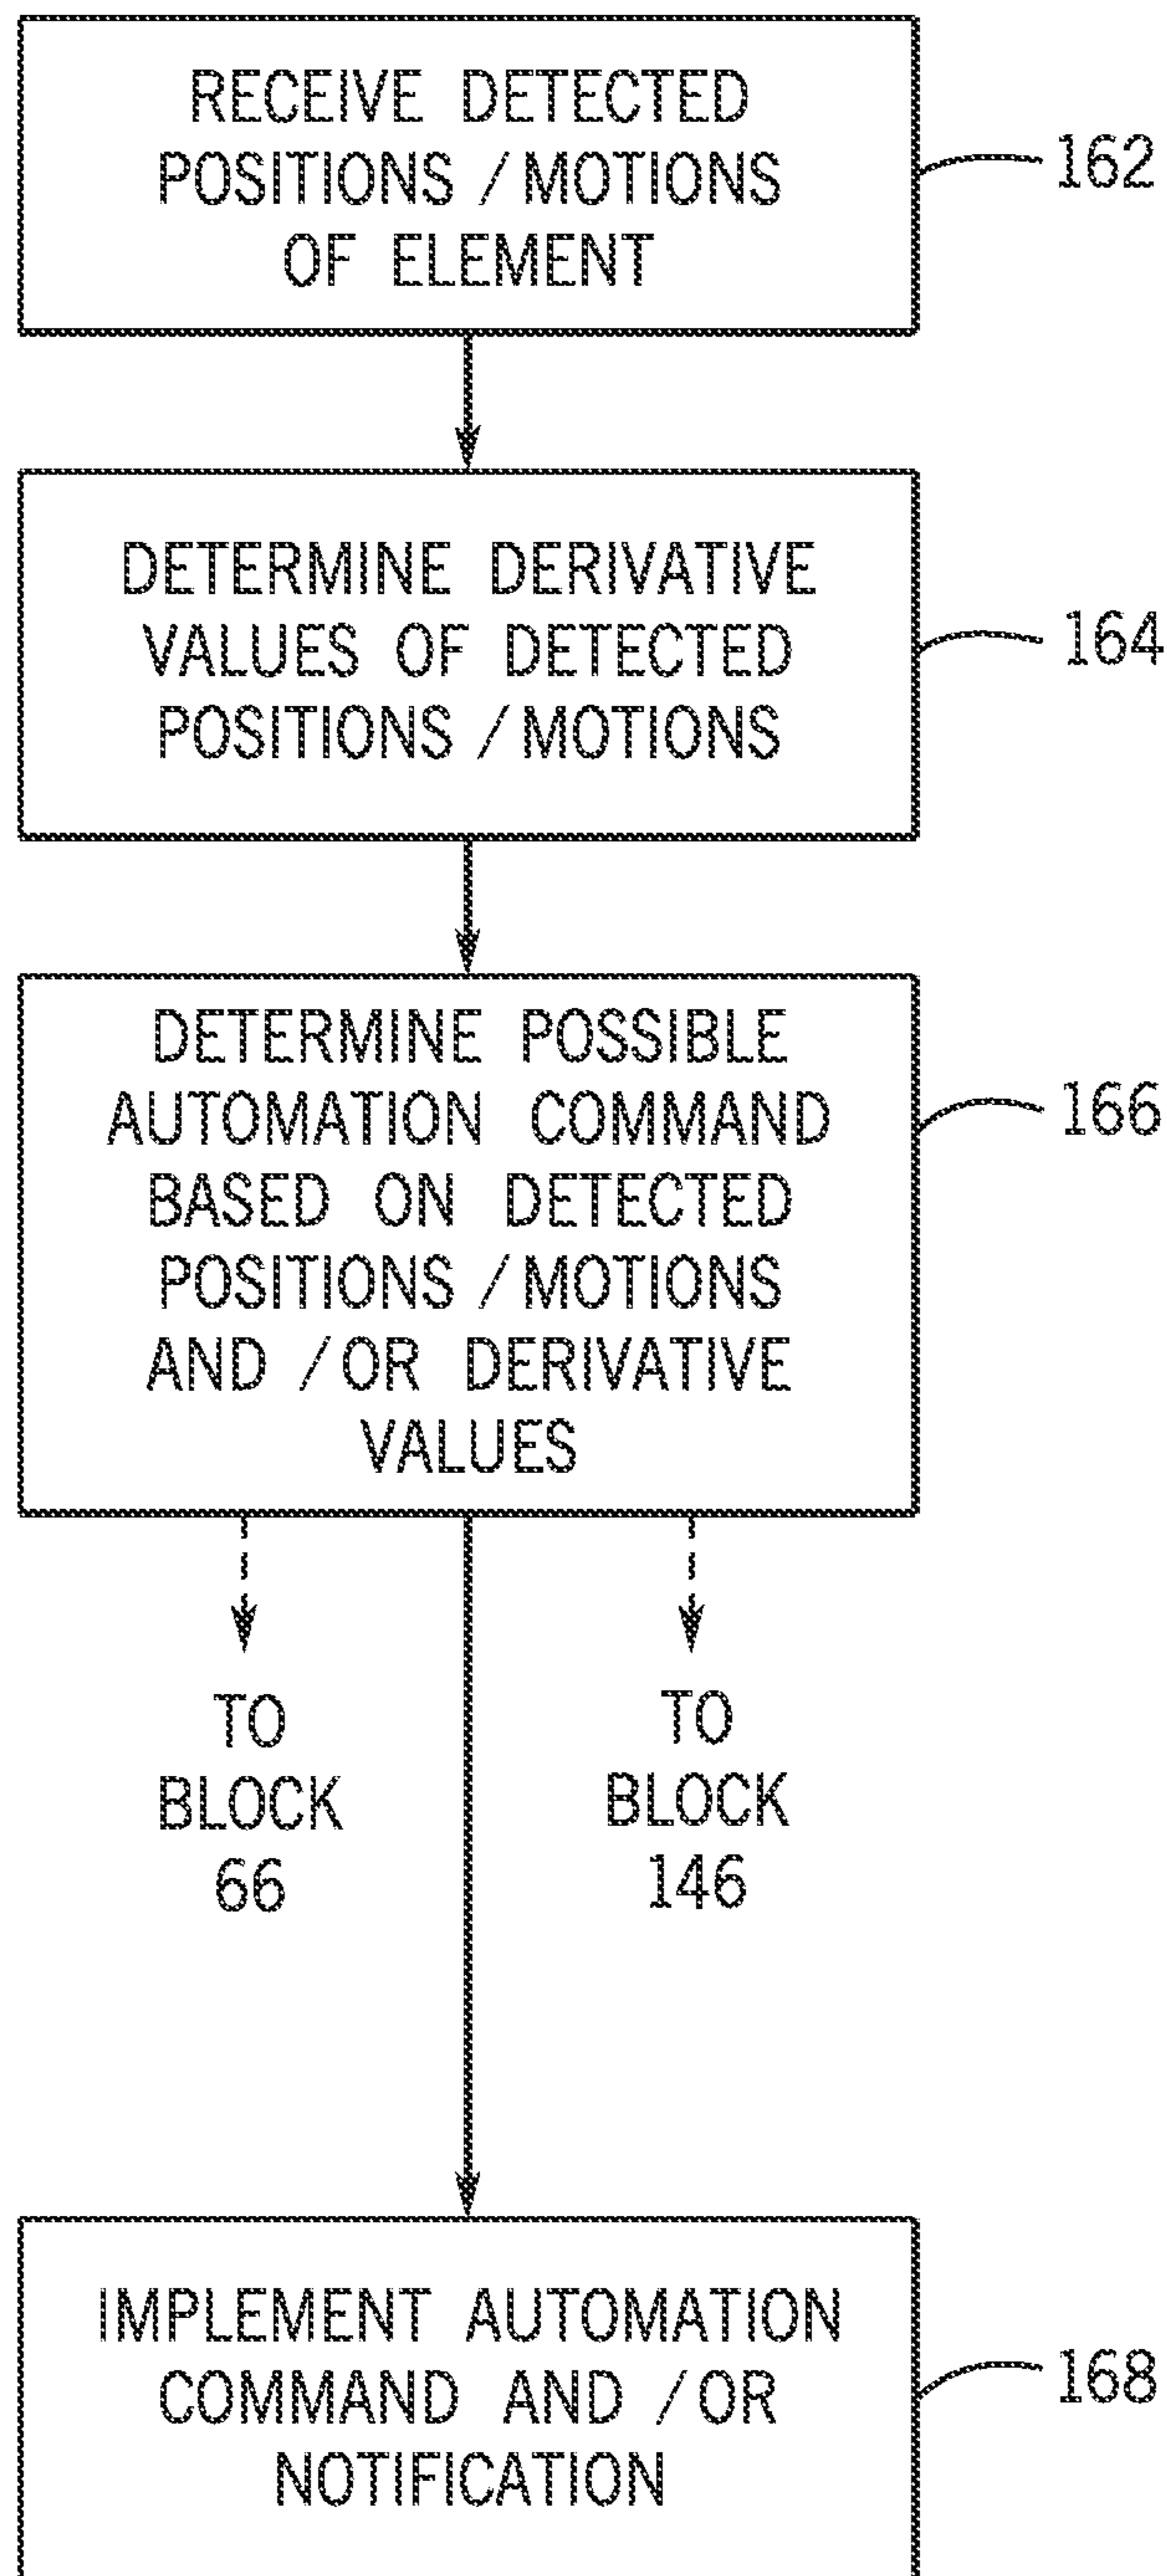 RECEIVE DETECTED
POSITIONS / MOTIONS
OF ELEMENT
162
DETERMINE DERIVATIVE
VALUES OF DETECTED
POSITIONS / MOTIONS
164
DETERMINE POSSIBLE
AUTOMATION COMMAND
BASED ON DETECTED
POSITIONS / MOTIONS
AND / OR DERIVATIVE
VALUES
166
TO
BLOCK
66
TO
BLOCK
146
IMPLEMENT AUTOMATION
COMMAND AND / OR
NOTIFICATION
168